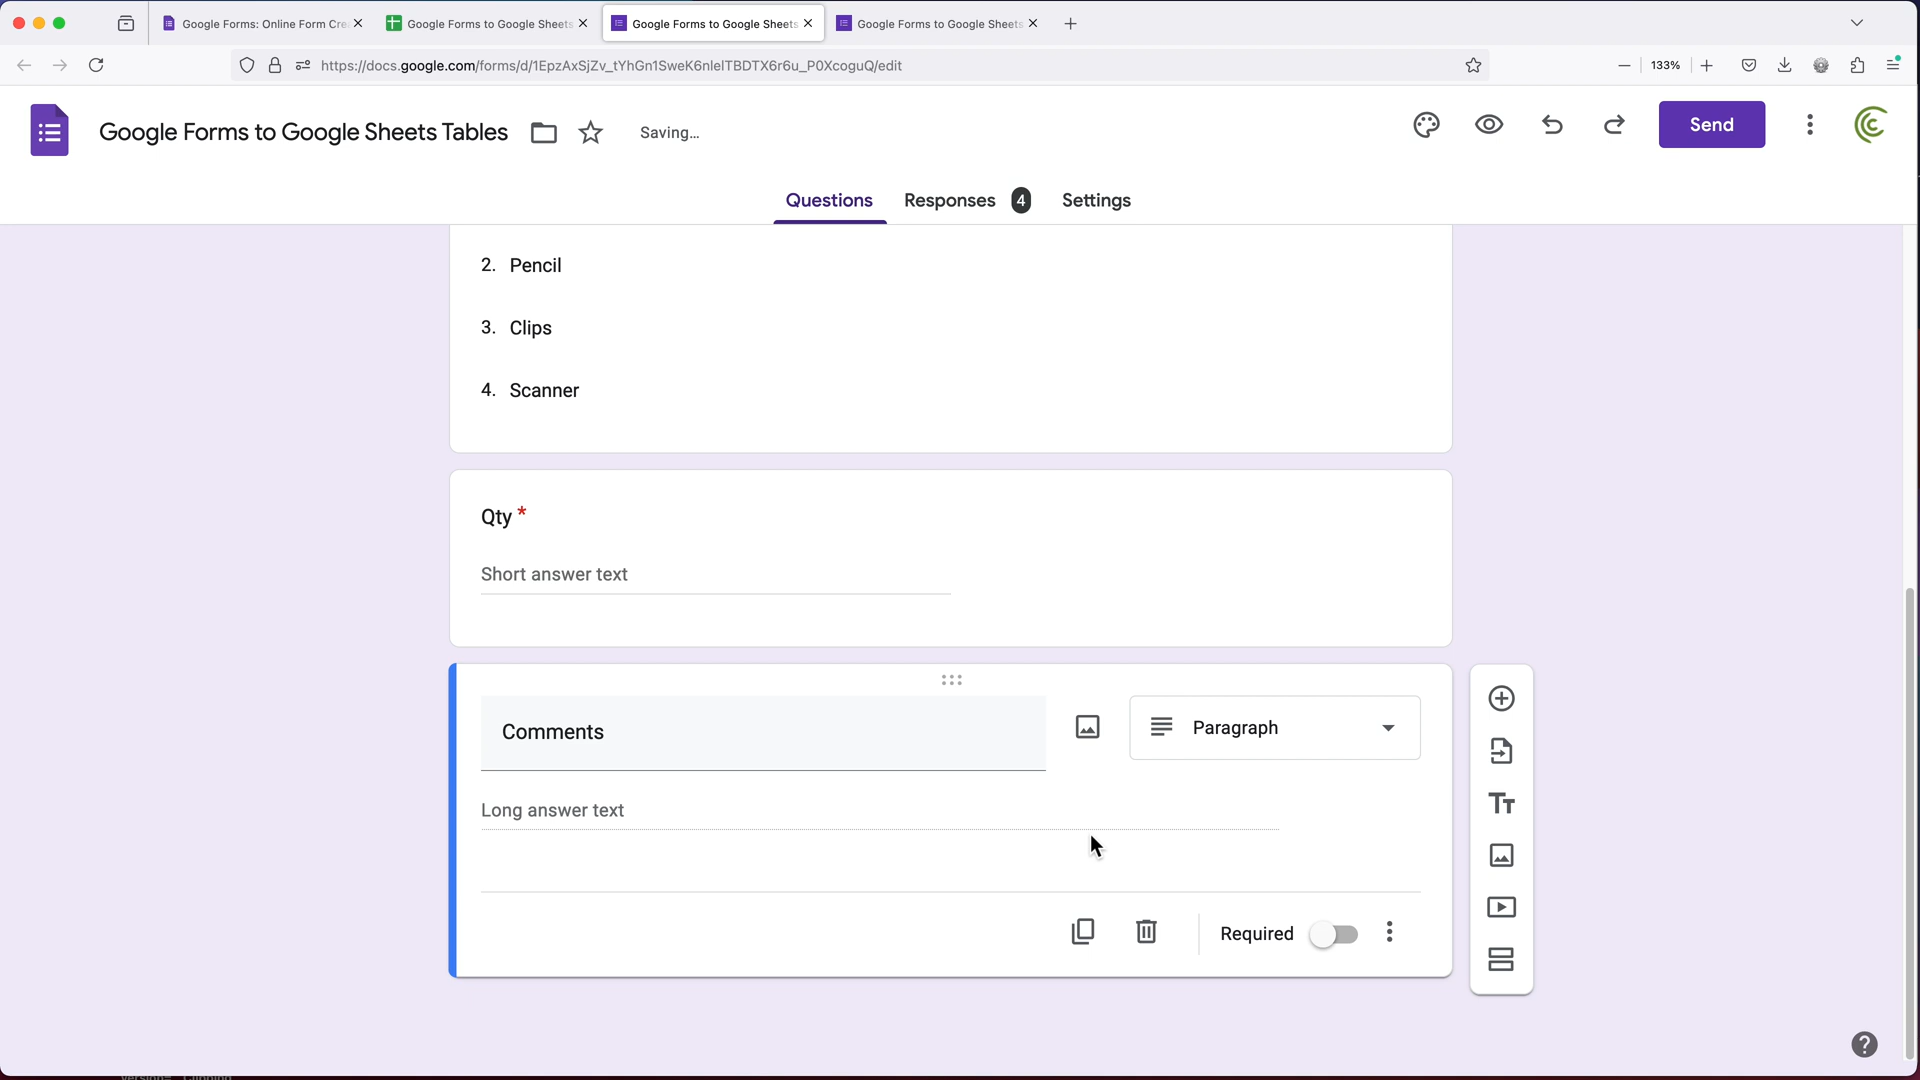 Google Forms: Online Form Cre
Google Forms to Google Sheets
Google Forms to Google Sheets
Google Forms to Google Sheets
https://docs.google.com/forms/d/1EpzAxSjZv_tYhGn1SweK6nlelTBDTX6r6u_P0XcoguQ/edit
133%
Google Forms to Google Sheets Tables
Saving...
Send
Questions
Responses 4
Settings
2. Pencil
3. Clips
4. Scanner
Qty *
Short answer text
Comments
Paragraph
Long answer text
Required